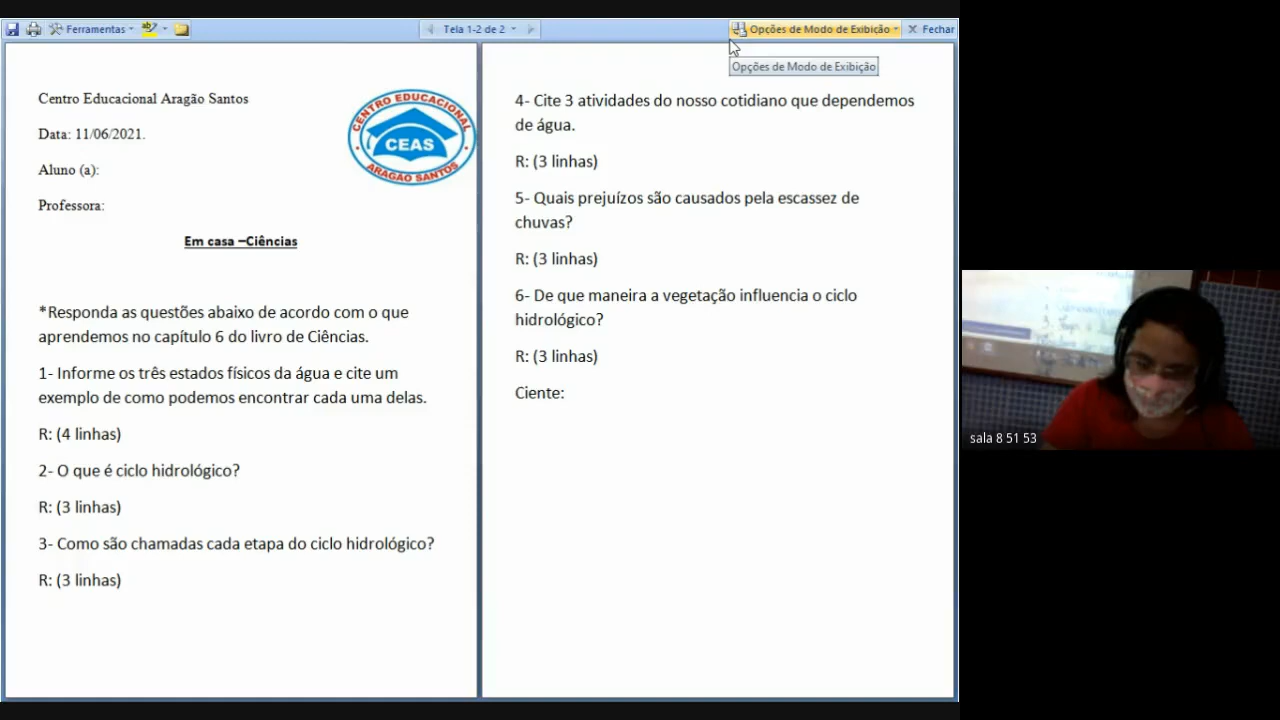 Ferramentas
Tela 1-2 de 2
Opções de Modo de Exibição
Fechar
Opções de Modo de Exibição
Centro Educacional Aragão Santos
Data: 11/06/2021.
Aluno (a):
Professora:
CENTRO EDUCACIONAL
CEAS
ARAGÃO SANTOS
Em casa –Ciências
*Responda as questões abaixo de acordo com o que
aprendemos no capítulo 6 do livro de Ciências.
1- Informe os três estados físicos da água e cite um
exemplo de como podemos encontrar cada uma delas.
R: (4 linhas)
2- O que é ciclo hidrológico?
R: (3 linhas)
3- Como são chamadas cada etapa do ciclo hidrológico?
R: (3 linhas)
4- Cite 3 atividades do nosso cotidiano que dependemos
de água.
R: (3 linhas)
5- Quais prejuízos são causados pela escassez de
chuvas?
R: (3 linhas)
6- De que maneira a vegetação influencia o ciclo
hidrológico?
R: (3 linhas)
Ciente:
sala 8 51 53